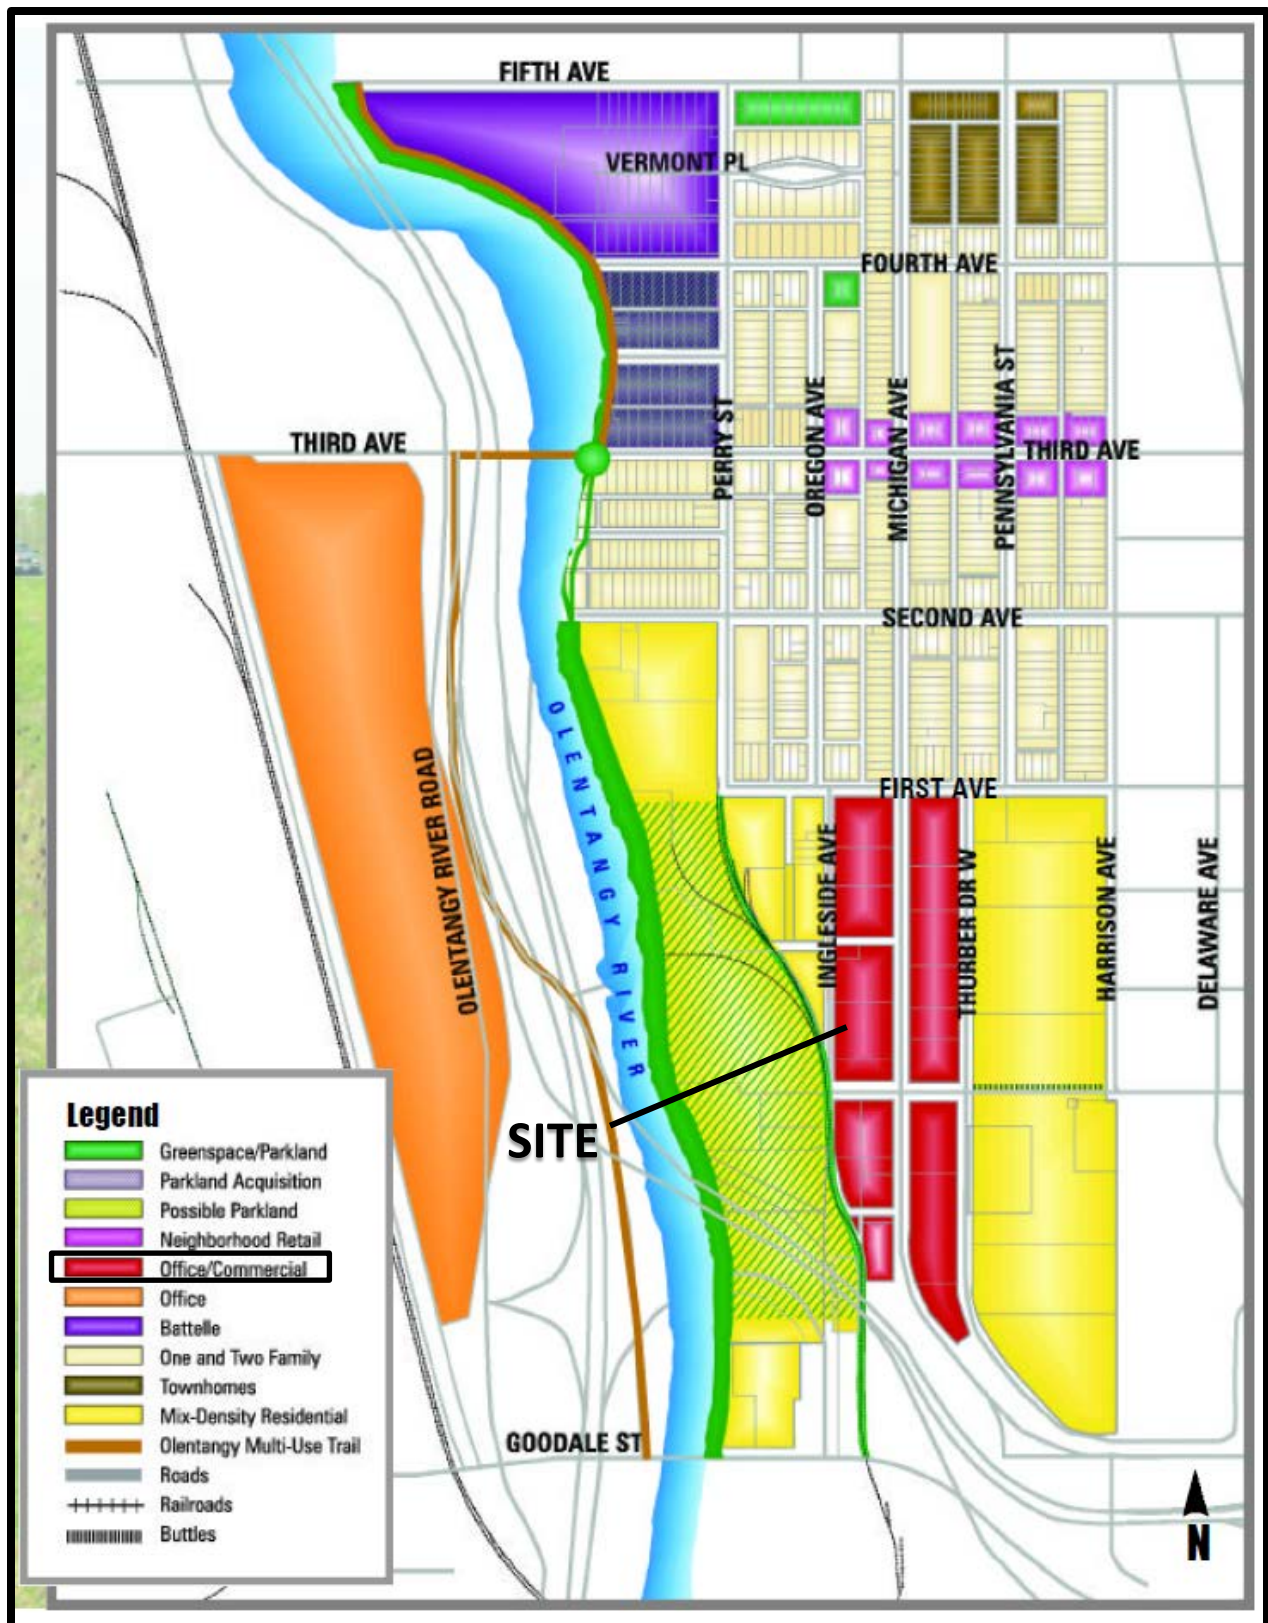 FIFTH AVE
VERMONT PL
FOURTH AVE
THIRD AVE
PERRY ST
OREGON AVE
MICHIGAN AVE
PENNSYLVANIA ST
THIRD AVE
SECOND AVE
OLENTANGY RIVER
OLENTANGY RIVER ROAD
FIRST AVE
INGLESIDE AVE
THURBER DR W
HARRISON AVE
DELAWARE AVE
SITE
GOODALE ST
Legend
Greenspace/Parkland
Parkland Acquisition
Possible Parkland
Neighborhood Retail
Office/Commercial
Office
Battelle
One and Two Family
Townhomes
Mix-Density Residential
Olentangy Multi-Use Trail
Roads
Railroads
Buttles
N